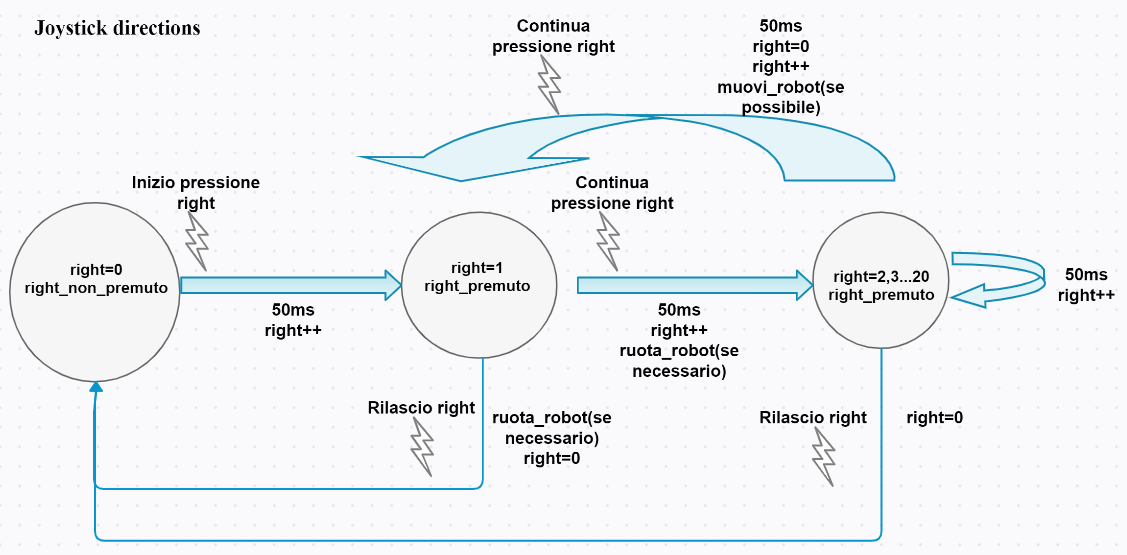 Joystick directions
Continua
pressione right
50ms
right=0
right++
muovi_robot(se
possibile)
Inizio pressione
right
Continua
pressione right
right=0
right_non_premuto
right=1
right_premuto
right=2,3...20
right_premuto
50ms
right++
50ms
right++
50ms
right++
ruota_robot(se
necessario)
Rilascio right
ruota_robot(se
necessario)
right=0
Rilascio right
right=0